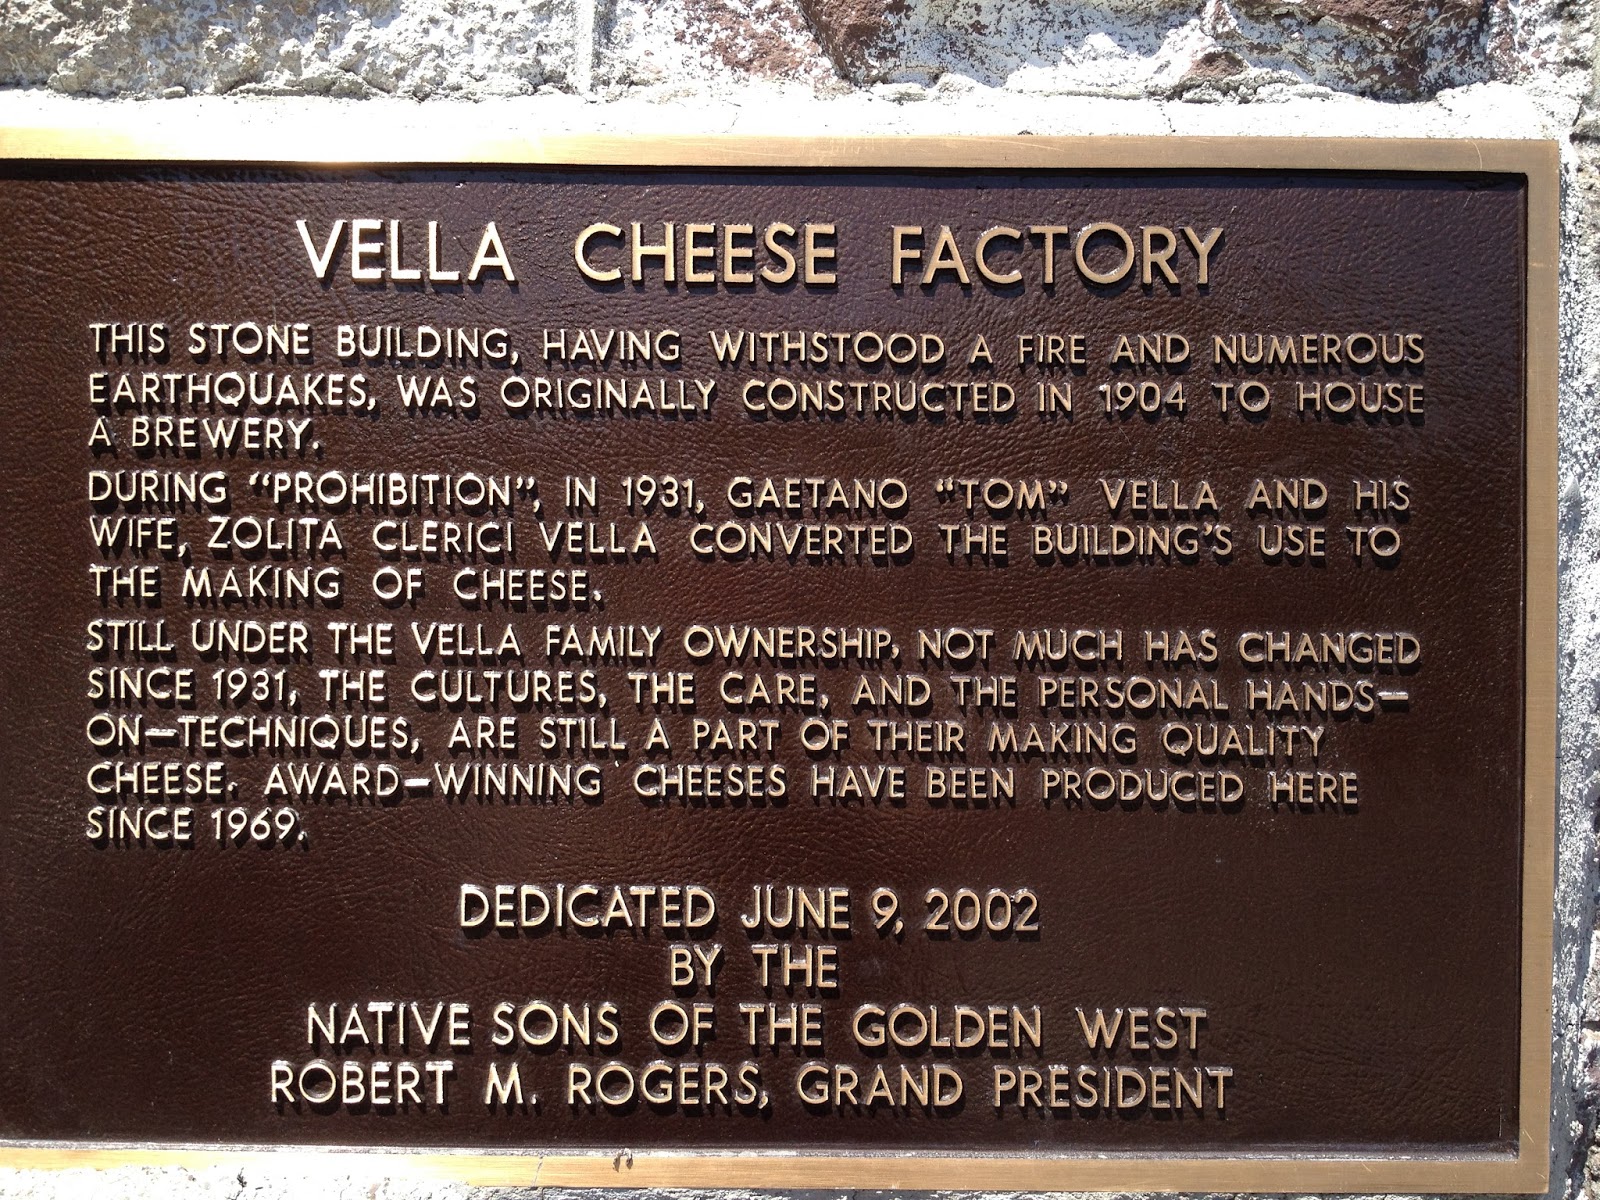 VELLA CHEESE FACTORY
THIS STONE BUILDING, HAVING WITHSTOOD A FIRE AND NUMEROUS
EARTHQUAKES, WAS ORIGINALLY CONSTRUCTED IN 1904 TO HOUSE
A BREWERY.
DURING "PROHIBITION", IN 1931, GAETANO "TOM" VELLA AND HIS
WIFE, ZOLITA CLERICI VELLA CONVERTED THE BUILDING'S USE TO
THE MAKING OF CHEESE.
STILL UNDER THE VELLA FAMILY OWNERSHIP, NOT MUCH HAS CHANGED
SINCE 1931, THE CULTURES, THE CARE, AND THE PERSONAL HANDS—
ON—TECHNIQUES, ARE STILL A PART OF THEIR MAKING QUALITY
CHEESE. AWARD—WINNING CHEESES HAVE BEEN PRODUCED HERE
SINCE 1969.
DEDICATED JUNE 9, 2002
BY THE
NATIVE SONS OF THE GOLDEN WEST
ROBERT M. ROGERS, GRAND PRESIDENT